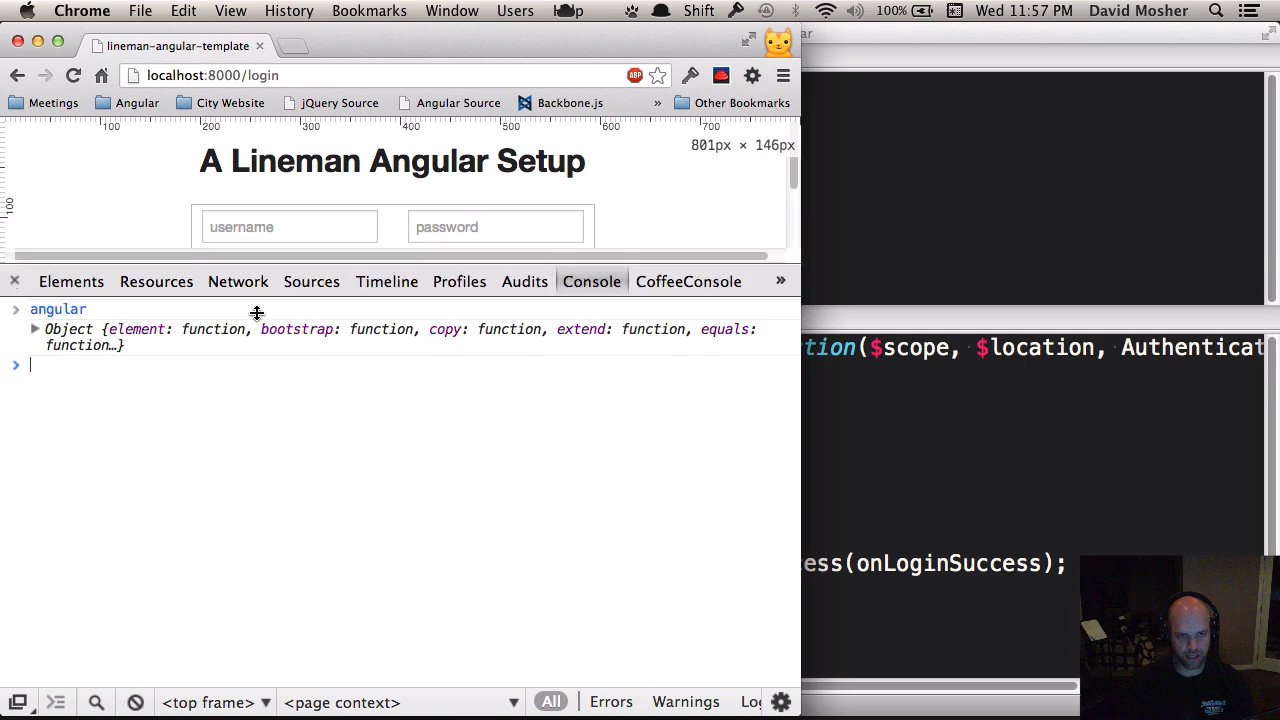 Chrome File Edit View History Bookmarks Window Users Help Shift 100% Wed 11:57 PM David Mosher
lineman-angular-template
localhost:8000/login
ABP
Meetings Angular City Website jQuery Source Angular Source Backbone.js » Other Bookmarks
100 200 300 400 500 600 700
801px × 146px
100
A Lineman Angular Setup
username password
Elements Resources Network Sources Timeline Profiles Audits Console CoffeeConsole »
> angular
Object {element: function, bootstrap: function, copy: function, extend: function, equals:
function…}
>
<top frame> ▼ <page context> ▼ All Errors Warnings Lo
ar
tion($scope, $location, Authenticat
ess(onLoginSuccess);